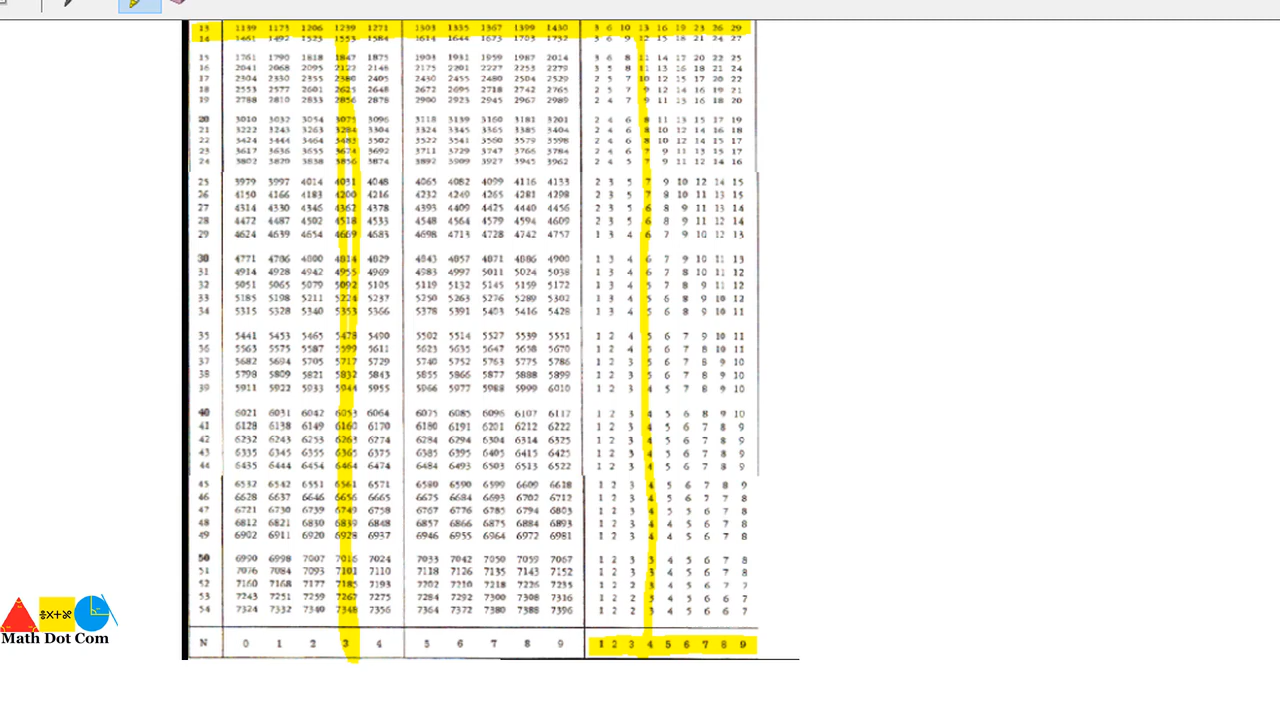 13 1139 1173 1206 1239 1271 1303 1335 1367 1399 1430 3 6 10 13 16 19 23 26 29
14 1461 1492 1523 1553 1584 1614 1644 1673 1703 1732 3 6 9 12 15 18 21 24 27
15 1761 1790 1818 1847 1875 1903 1931 1959 1987 2014 3 6 8 11 14 17 20 22 25
16 2041 2068 2095 2122 2148 2175 2201 2227 2253 2279 3 5 8 11 13 16 18 21 24
17 2304 2330 2355 2380 2405 2430 2455 2480 2504 2529 2 5 7 10 12 15 17 20 22
18 2553 2577 2601 2625 2648 2672 2695 2718 2742 2765 2 5 7 9 12 14 16 19 21
19 2788 2810 2833 2856 2878 2900 2923 2945 2967 2989 2 4 7 9 11 13 16 18 20
20 3010 3032 3054 3075 3096 3118 3139 3160 3181 3201 2 4 6 8 11 13 15 17 19
21 3222 3243 3263 3284 3304 3324 3345 3365 3385 3404 2 4 6 8 10 12 14 16 18
22 3424 3444 3464 3483 3502 3522 3541 3560 3579 3598 2 4 6 8 10 12 14 15 17
23 3617 3636 3655 3674 3692 3711 3729 3747 3766 3784 2 4 6 7 9 11 13 15 17
24 3802 3820 3838 3856 3874 3892 3909 3927 3945 3962 2 4 5 7 9 11 12 14 16
25 3979 3997 4014 4031 4048 4065 4082 4099 4116 4133 2 3 5 7 9 10 12 14 15
26 4150 4166 4183 4200 4216 4232 4249 4265 4281 4298 2 3 5 7 8 10 11 13 15
27 4314 4330 4346 4362 4378 4393 4409 4425 4440 4456 2 3 5 6 8 9 11 13 14
28 4472 4487 4502 4518 4533 4548 4564 4579 4594 4609 2 3 5 6 8 9 11 12 14
29 4624 4639 4654 4669 4683 4698 4713 4728 4742 4757 1 3 4 6 7 9 10 12 13
30 4771 4786 4800 4814 4829 4843 4857 4871 4886 4900 1 3 4 6 7 9 10 11 13
31 4914 4928 4942 4955 4969 4983 4997 5011 5024 5038 1 3 4 6 7 8 10 11 12
32 5051 5065 5079 5092 5105 5119 5132 5145 5159 5172 1 3 4 5 7 8 9 11 12
33 5185 5198 5211 5224 5237 5250 5263 5276 5289 5302 1 3 4 5 6 8 9 10 12
34 5315 5328 5340 5353 5366 5378 5391 5403 5416 5428 1 3 4 5 6 8 9 10 11
35 5441 5453 5465 5478 5490 5502 5514 5527 5539 5551 1 2 4 5 6 7 9 10 11
36 5563 5575 5587 5599 5611 5623 5635 5647 5658 5670 1 2 4 5 6 7 8 10 11
37 5682 5694 5705 5717 5729 5740 5752 5763 5775 5786 1 2 3 5 6 7 8 9 10
38 5798 5809 5821 5832 5843 5855 5866 5877 5888 5899 1 2 3 5 6 7 8 9 10
39 5911 5922 5933 5944 5955 5966 5977 5988 5999 6010 1 2 3 4 5 7 8 9 10
40 6021 6031 6042 6053 6064 6075 6085 6096 6107 6117 1 2 3 4 5 6 8 9 10
41 6128 6138 6149 6160 6170 6180 6191 6201 6212 6222 1 2 3 4 5 6 7 8 9
42 6232 6243 6253 6263 6274 6284 6294 6304 6314 6325 1 2 3 4 5 6 7 8 9
43 6335 6345 6355 6365 6375 6385 6395 6405 6415 6425 1 2 3 4 5 6 7 8 9
44 6435 6444 6454 6464 6474 6484 6493 6503 6513 6522 1 2 3 4 5 6 7 8 9
45 6532 6542 6551 6561 6571 6580 6590 6599 6609 6618 1 2 3 4 5 6 7 8 9
46 6628 6637 6646 6656 6665 6675 6684 6693 6702 6712 1 2 3 4 5 6 7 7 8
47 6721 6730 6739 6749 6758 6767 6776 6785 6794 6803 1 2 3 4 5 5 6 7 8
48 6812 6821 6830 6839 6848 6857 6866 6875 6884 6893 1 2 3 4 4 5 6 7 8
49 6902 6911 6920 6928 6937 6946 6955 6964 6972 6981 1 2 3 4 4 5 6 7 8
50 6990 6998 7007 7016 7024 7033 7042 7050 7059 7067 1 2 3 3 4 5 6 7 8
51 7076 7084 7093 7101 7110 7118 7126 7135 7143 7152 1 2 3 3 4 5 6 7 8
52 7160 7168 7177 7185 7193 7202 7210 7218 7226 7235 1 2 2 3 4 5 6 7 7
53 7243 7251 7259 7267 7275 7284 7292 7300 7308 7316 1 2 2 3 4 5 6 6 7
54 7324 7332 7340 7348 7356 7364 7372 7380 7388 7396 1 2 2 3 4 5 6 6 7
N 0 1 2 3 4 5 6 7 8 9 1 2 3 4 5 6 7 8 9
Math Dot Com